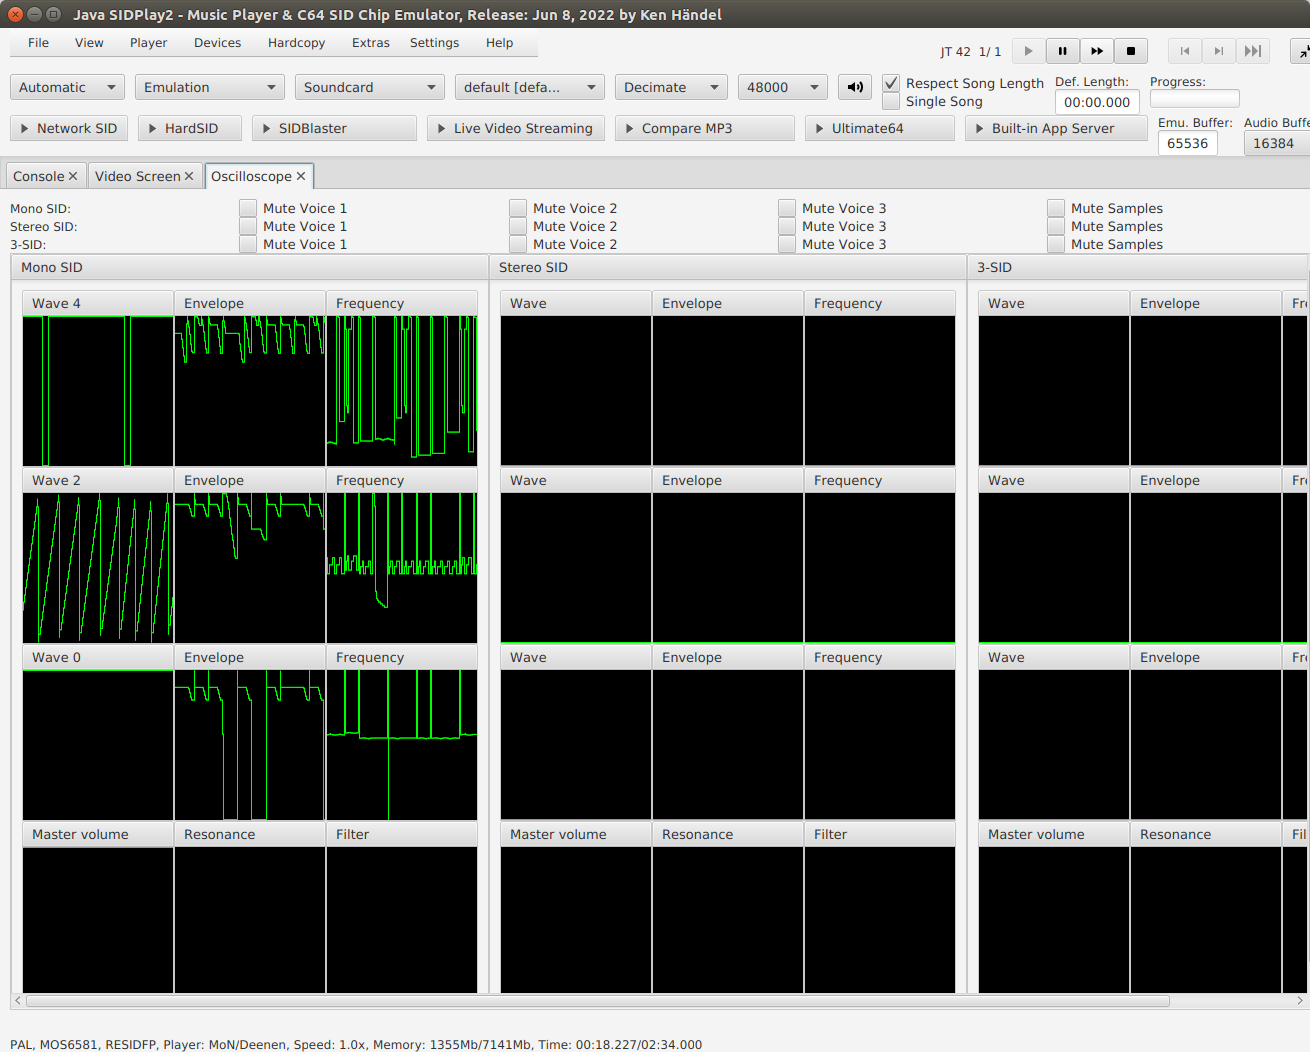 Java SIDPlay2 - Music Player & C64 SID Chip Emulator, Release: Jun 8, 2022 by Ken Händel
File View Player Devices Hardcopy Extras Settings Help
JT 42 1/ 1
Automatic Emulation Soundcard default [defa... Decimate 48000 Respect Song Length Def. Length: Progress:
Single Song 00:00.000
Network SID HardSID SIDBlaster Live Video Streaming Compare MP3 Ultimate64 Built-in App Server Emu. Buffer: Audio Buffe
65536 16384
Console Video Screen Oscilloscope
Mono SID: Mute Voice 1 Mute Voice 2 Mute Voice 3 Mute Samples
Stereo SID: Mute Voice 1 Mute Voice 2 Mute Voice 3 Mute Samples
3-SID: Mute Voice 1 Mute Voice 2 Mute Voice 3 Mute Samples
Mono SID Stereo SID 3-SID
Wave 4 Envelope Frequency Wave Envelope Frequency Wave Envelope Fr
Wave 2 Envelope Frequency Wave Envelope Frequency Wave Envelope Fr
Wave 0 Envelope Frequency Wave Envelope Frequency Wave Envelope Fr
Master volume Resonance Filter Master volume Resonance Filter Master volume Resonance Fil
PAL, MOS6581, RESIDFP, Player: MoN/Deenen, Speed: 1.0x, Memory: 1355Mb/7141Mb, Time: 00:18.227/02:34.000